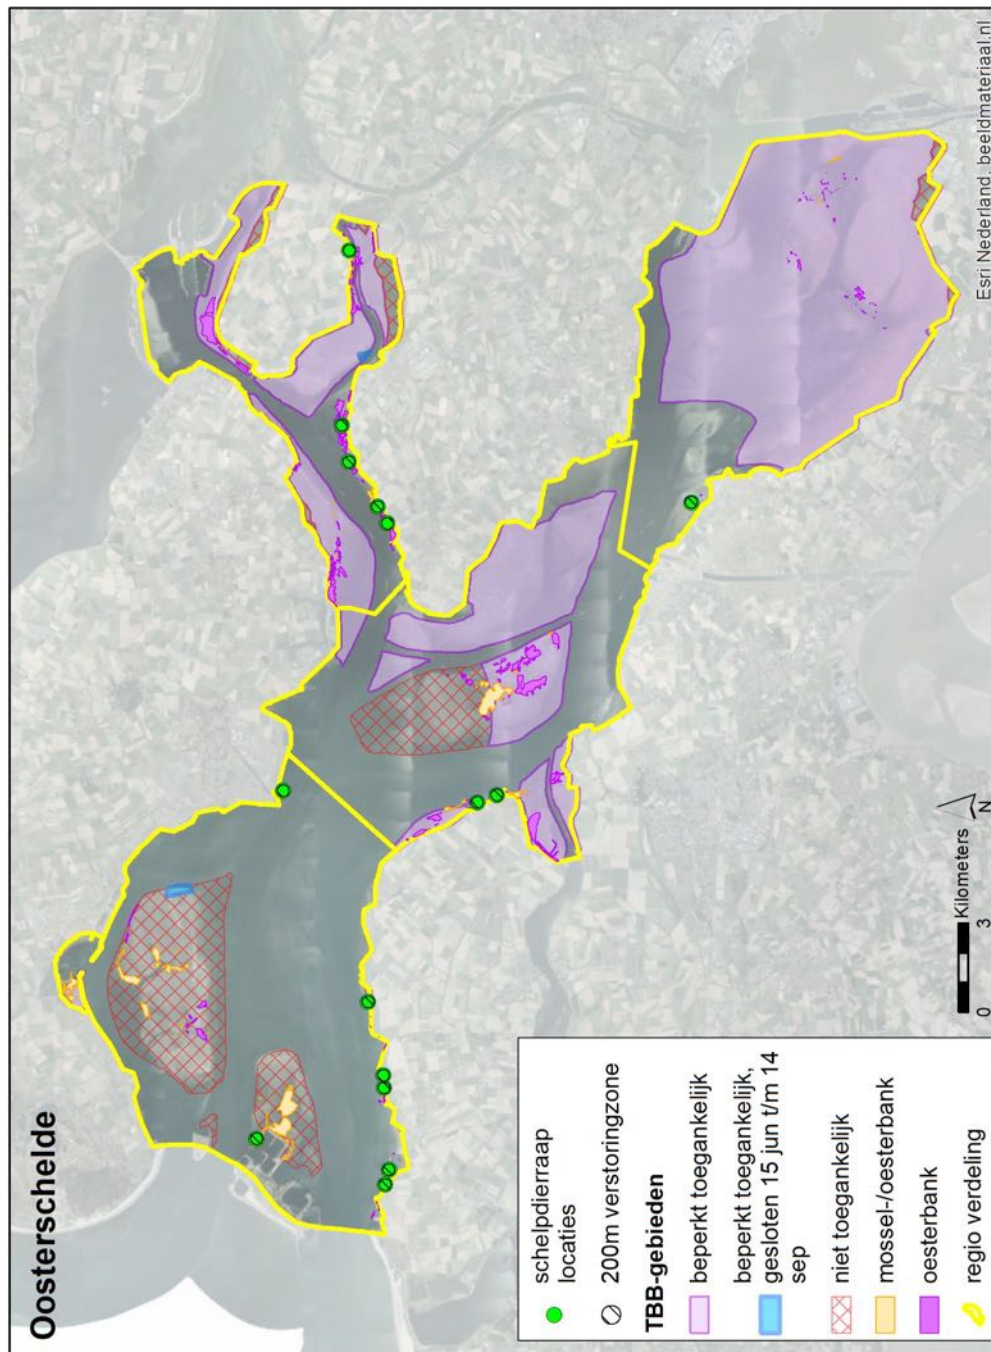 Oosterschelde
schelpdierraap
locaties
200m verstoringzone
TBB-gebieden
beperkt toegankelijk
beperkt toegankelijk,
gesloten 15 jun t/m 14
sep
niet toegankelijk
mossel-/oesterbank
oesterbank
regio verdeling
0 3 Kilometers
N
Esri Nederland, beeldmateriaal.nl